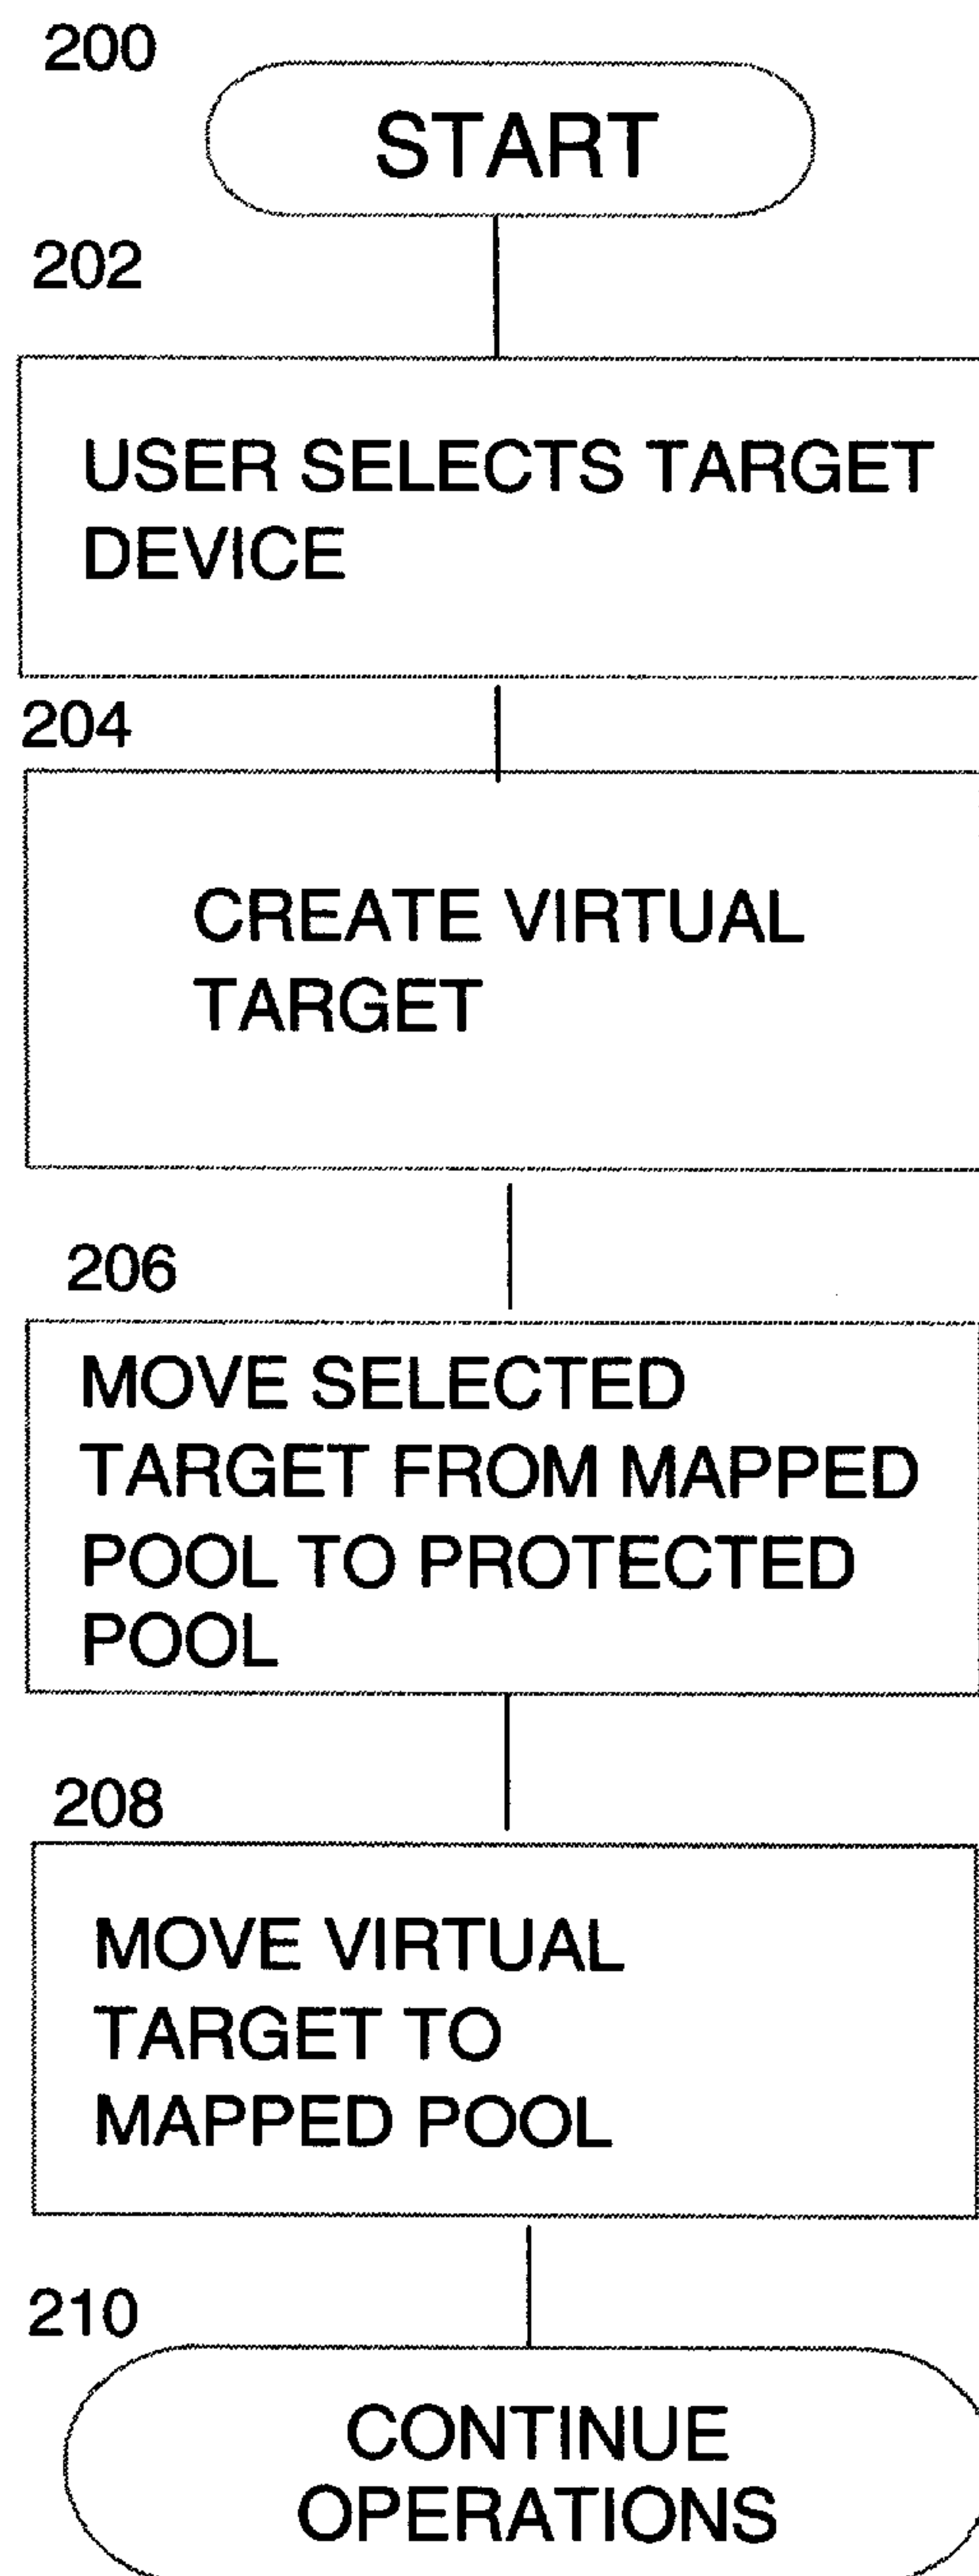 200
START
202
USER SELECTS TARGET
DEVICE
204
CREATE VIRTUAL
TARGET
206
MOVE SELECTED
TARGET FROM MAPPED
POOL TO PROTECTED
POOL
208
MOVE VIRTUAL
TARGET TO
MAPPED POOL
210
CONTINUE
OPERATIONS